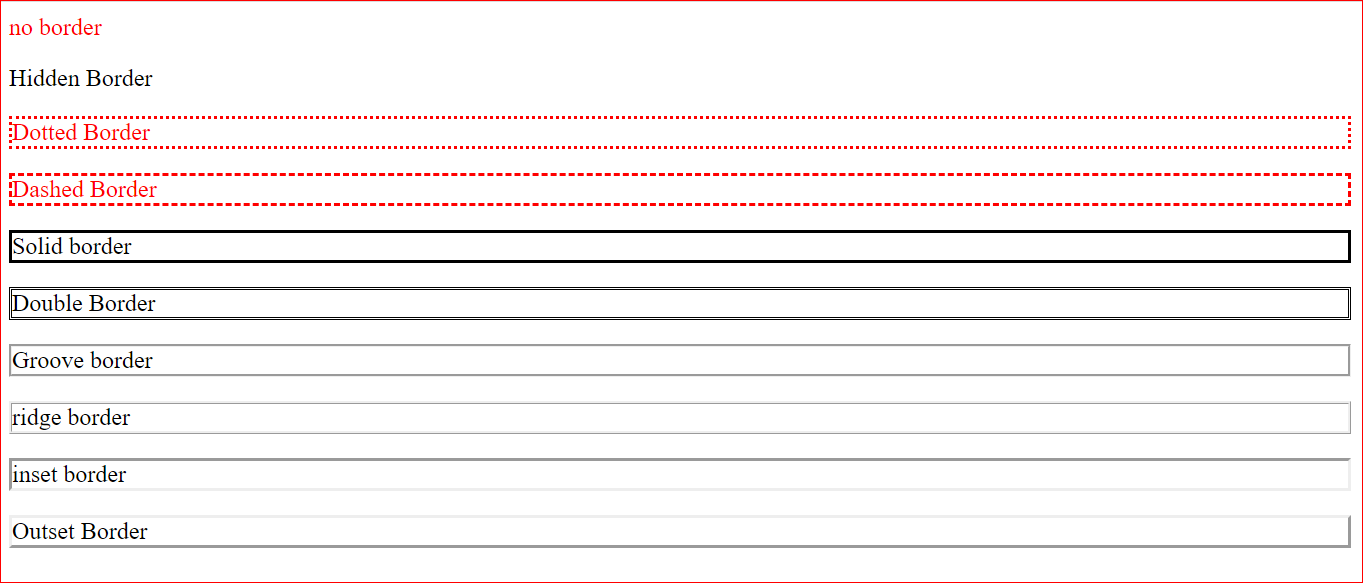 no border
Hidden Border
Dotted Border
Dashed Border
Solid border
Double Border
Groove border
ridge border
inset border
Outset Border